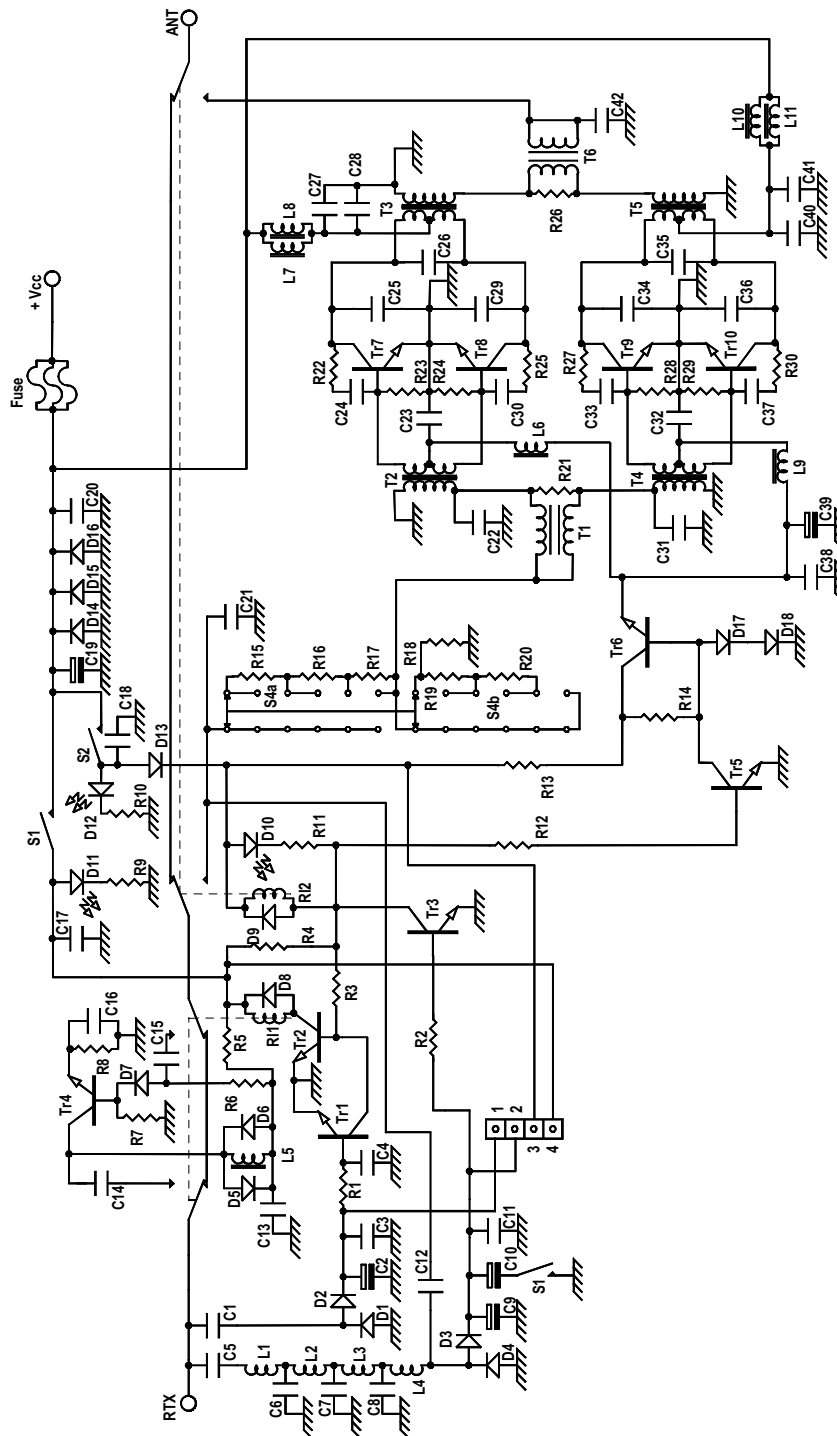 RTX
C5
C1
C14
Tr4
R8
C16
C17
S1
Fuse
+ Vcc
ANT
C15
D7
R7
R6
D6
L5
D5
C13
D11
R9
D12
R10
S2
C18
D13
C19
D14
D15
D16
C20
C6
C7
C8
L1
L2
L3
L4
D2
D1
C2
C3
R1
C4
Tr1
Tr2
R5
Rl1
D8
R3
R4
D9
Rl2
D10
R11
C21
C12
R2
Tr3
D3
D4
C9
C10
S1
C11
1
2
3
4
R12
R13
Tr5
R14
Tr6
D17
D18
R15
R16
R17
S4a
S4b
R18
R19
R20
T1
R21
C22
T2
C31
T4
L6
L9
C38
C39
C23
C24
R22
Tr7
R23
R24
Tr8
C30
R25
C25
C26
C29
L7
L8
C27
C28
T3
C32
C33
R27
Tr9
R28
R29
Tr10
C37
R30
C34
C35
C36
T5
R26
T6
C42
C40
C41
L10
L11